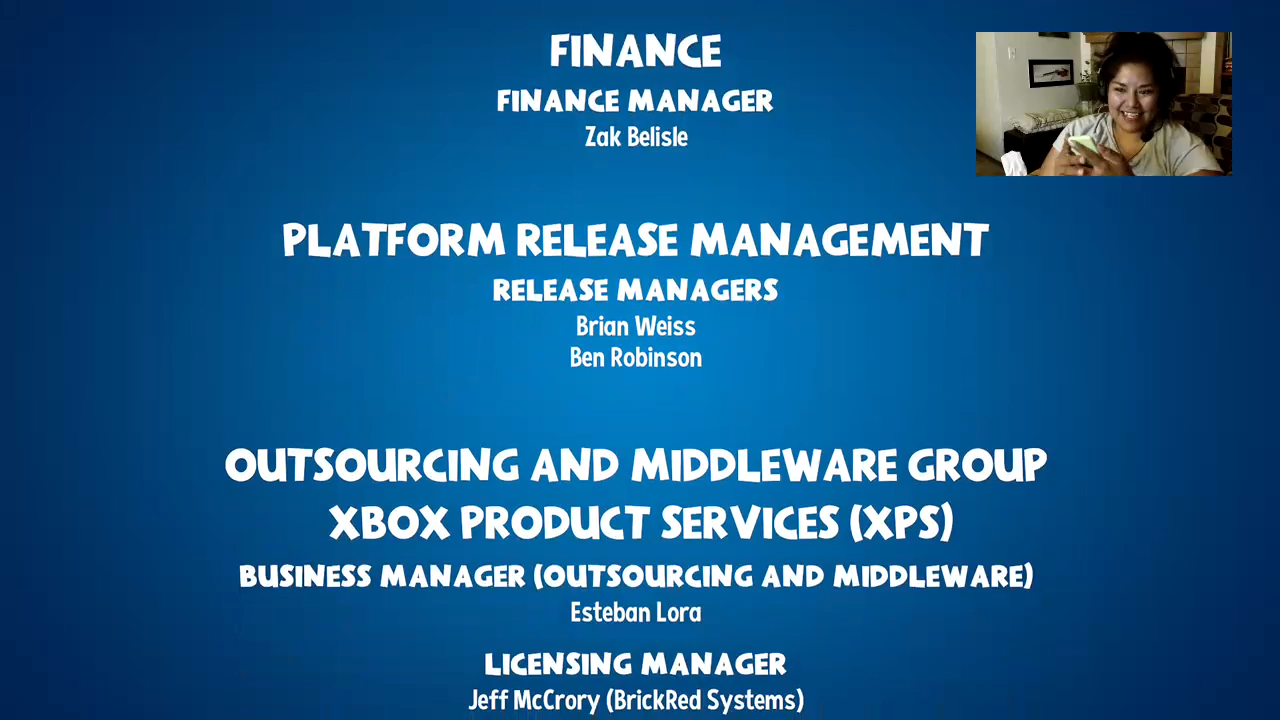 FINANCE
FINANCE MANAGER
Zak Belisle
PLATFORM RELEASE MANAGEMENT
RELEASE MANAGERS
Brian Weiss
Ben Robinson
OUTSOURCING AND MIDDLEWARE GROUP
XBOX PRODUCT SERVICES (XPS)
BUSINESS MANAGER (OUTSOURCING AND MIDDLEWARE)
Esteban Lora
LICENSING MANAGER
Jeff McCrory (BrickRed Systems)